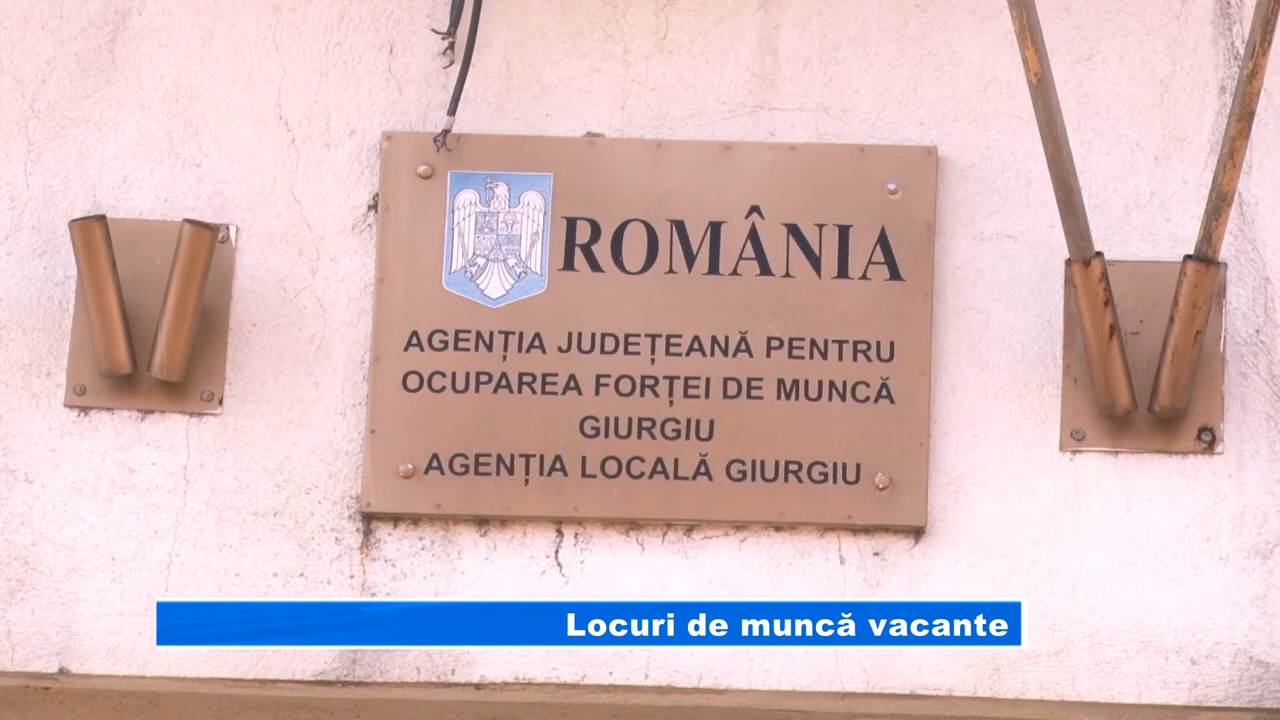 ROMÂNIA
AGENȚIA JUDEȚEANĂ PENTRU
OCUPAREA FORȚEI DE MUNCĂ
GIURGIU
AGENȚIA LOCALĂ GIURGIU
Locuri de muncă vacante